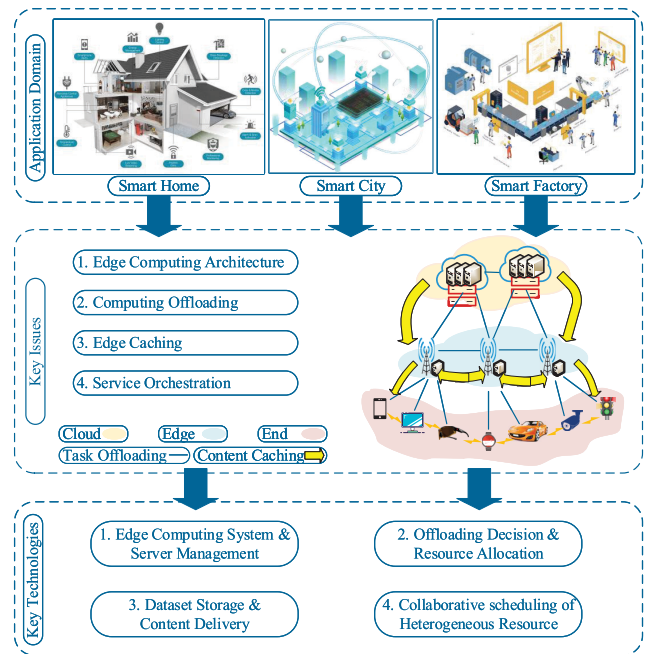 Application Domain
Smart Home
Smart City
Smart Factory
Key Issues
1. Edge Computing Architecture
2. Computing Offloading
3. Edge Caching
4. Service Orchestration
Cloud
Edge
End
Task Offloading
Content Caching
Key Technologies
1. Edge Computing System &
Server Management
2. Offloading Decision &
Resource Allocation
3. Dataset Storage &
Content Delivery
4. Collaborative scheduling of
Heterogeneous Resource